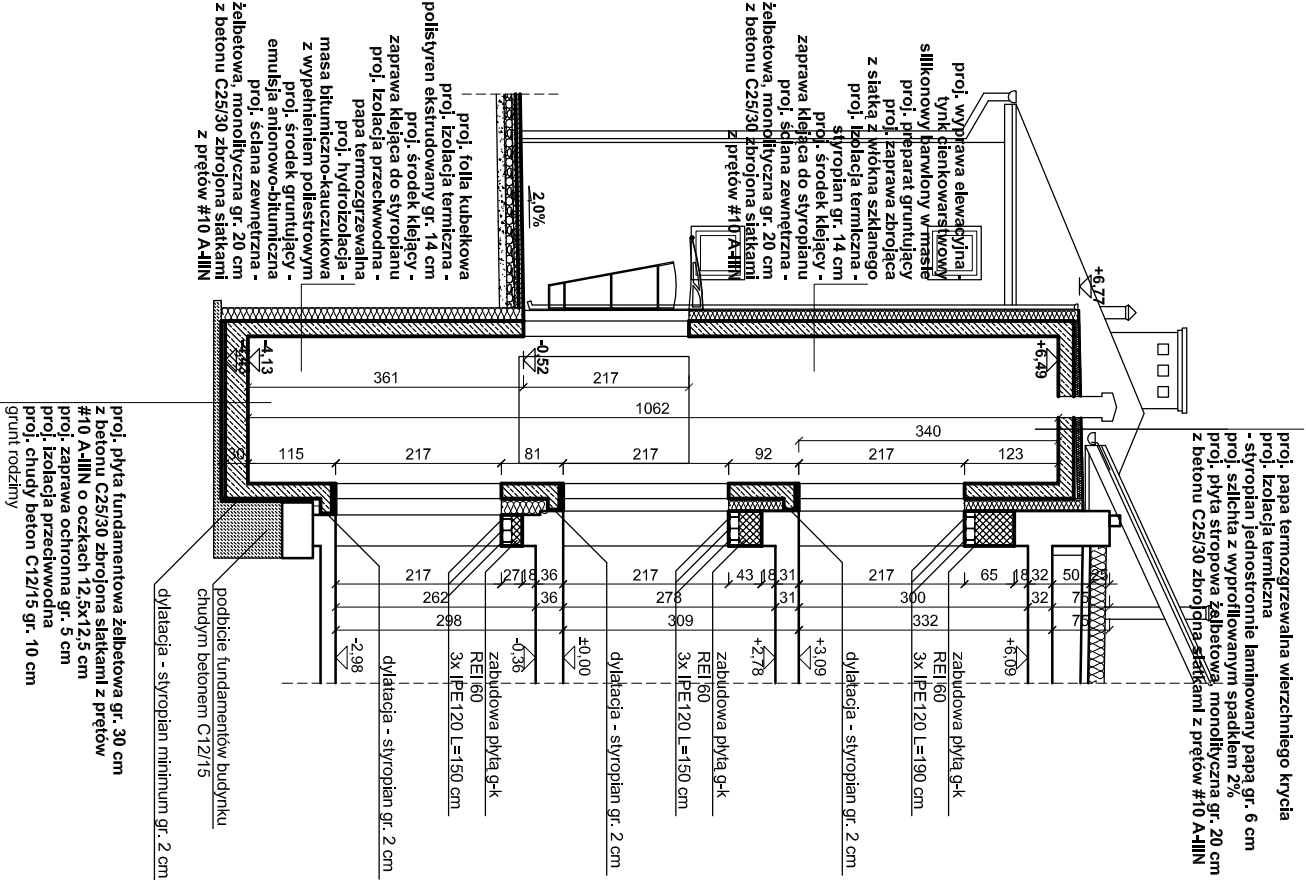 proj. papa termozgrzewalna wierzchniego krycia
proj. izolacja termiczna
- styropian jednostronnie laminowany papą gr. 6 cm
proj. szlichta z wyprofilowanym spadkiem 2%
proj. płyta stropowa żelbetowa, monolityczna gr. 20 cm
z betonu C25/30 zbrojona siatkami z prętów #10 A-IIIN
proj. wyprawa elewacyjna -
tynk cienkowarstwowy
silikonowy barwiony w masie
proj. preparat gruntujący
proj. zaprawa zbrojąca
z siatką z włókna szklanego
proj. izolacja termiczna -
styropian gr. 14 cm
proj. środek klejący -
zaprawa klejąca do styropianu
proj. ściana zewnętrzna -
żelbetowa, monolityczna gr. 20 cm
z betonu C25/30 zbrojona siatkami
z prętów #10 A-IIIN
proj. folia kubełkowa
proj. izolacja termiczna -
polistyren ekstrudowany gr. 14 cm
proj. środek klejący -
zaprawa klejąca do styropianu
proj. izolacja przeciwwodna -
papa termozgrzewalna
proj. hydroizolacja -
masa bitumiczno-kauczukowa
z wypełnieniem poliestrowym
proj. środek gruntujący -
emulsja anionowo-bitumiczna
proj. ściana zewnętrzna -
żelbetowa, monolityczna gr. 20 cm
z betonu C25/30 zbrojona siatkami
z prętów #10 A-IIIN
2,0%
+6,77
+6,49
-0,52
-4,13
361
217
1062
340
30
115
217
81
217
92
217
123
217
27
18
36
217
43
18
31
217
65
18
32
50
25
262
36
278
31
300
32
75
298
309
332
75
-2,98
-0,36
±0,00
+2,78
+3,09
+6,09
zabudowa płytą g-k
REI 60
3x IPE120 L=190 cm
dylatacja - styropian gr. 2 cm
zabudowa płytą g-k
REI 60
3x IPE120 L=150 cm
dylatacja - styropian gr. 2 cm
zabudowa płytą g-k
REI 60
3x IPE120 L=150 cm
dylatacja - styropian gr. 2 cm
podbicie fundamentów budynku
chudym betonem C12/15
dylatacja - styropian minimum gr. 2 cm
proj. płyta fundamentowa żelbetowa gr. 30 cm
z betonu C25/30 zbrojona siatkami z prętów
#10 A-IIIN o oczkach 12,5x12,5 cm
proj. zaprawa ochronna gr. 5 cm
proj. izolacja przeciwwodna
proj. chudy beton C12/15 gr. 10 cm
grunt rodzimy